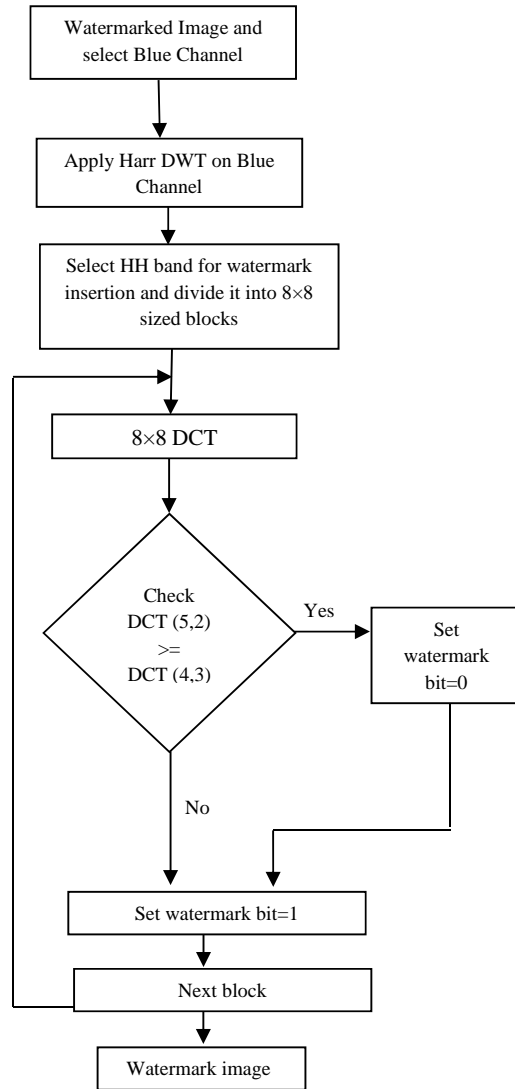 Watermarked Image and
select Blue Channel
Apply Harr DWT on Blue
Channel
Select HH band for watermark
insertion and divide it into 8×8
sized blocks
8×8 DCT
Check
DCT (5,2)
>=
DCT (4,3)
Yes
Set
watermark
bit=0
No
Set watermark bit=1
Next block
Watermark image